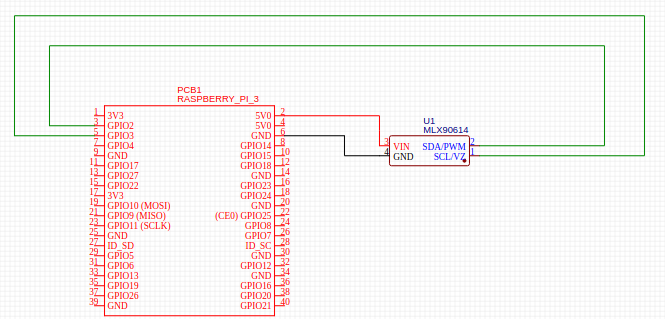 PCB1
RASPBERRY_PI_3
1 3V3 5V0 2
3 GPIO2 5V0 4
5 GPIO3 GND 6
7 GPIO4 GPIO14 8
9 GND GPIO15 10
11 GPIO17 GPIO18 12
13 GPIO27 GND 14
15 GPIO22 GPIO23 16
17 3V3 GPIO24 18
19 GPIO10 (MOSI) GND 20
21 GPIO9 (MISO) (CE0) GPIO25 22
23 GPIO11 (SCLK) GPIO8 24
25 GND GPIO7 26
27 ID_SD ID_SC 28
29 GPIO5 GND 30
31 GPIO6 GPIO12 32
33 GPIO13 GND 34
35 GPIO19 GPIO16 36
37 GPIO26 GPIO20 38
39 GND GPIO21 40
U1
MLX90614
3 VIN SDA/PWM 2
4 GND SCL/VZ 1